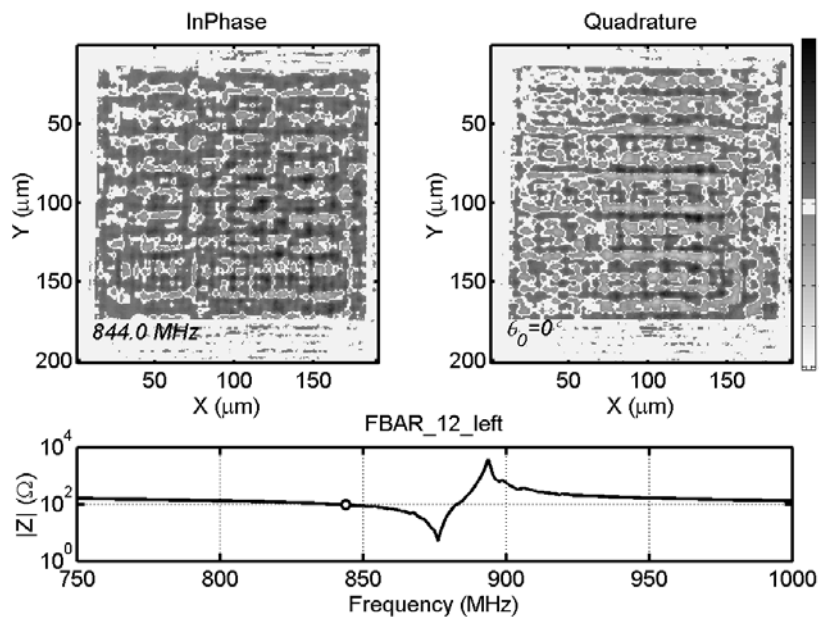 InPhase
Quadrature
50
100
150
200
Y (μm)
50
100
150
X (μm)
844.0 MHz
50
100
150
200
Y (μm)
50
100
150
X (μm)
θ0=0°
FBAR_12_left
10^4
10^2
10^0
|Z| (Ω)
750
800
850
900
950
1000
Frequency (MHz)